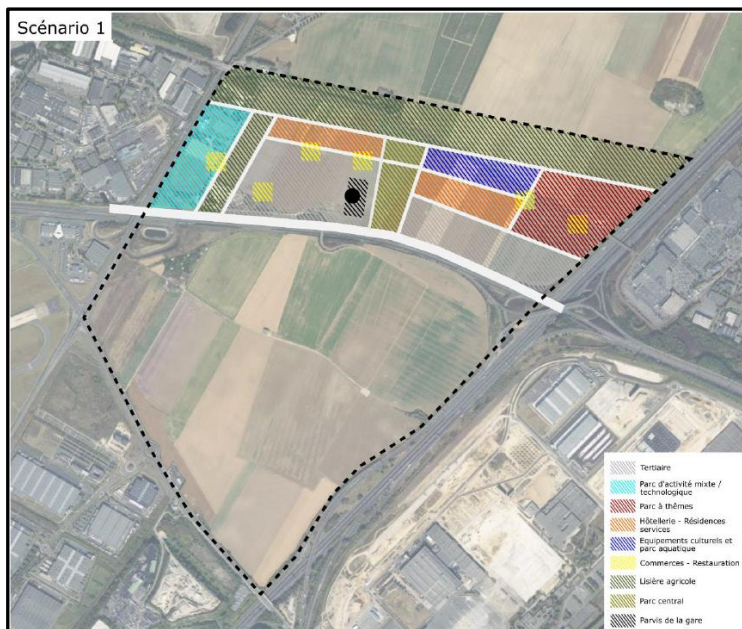 Scénario 1
Tertiaire
Parc d'activité mixte /
technologique
Parc à thêmes
Hôtellerie - Résidences
services
Equipements culturels et
parc aquatique
Commerces - Restauration
Lisière agricole
Parc central
Parvis de la gare